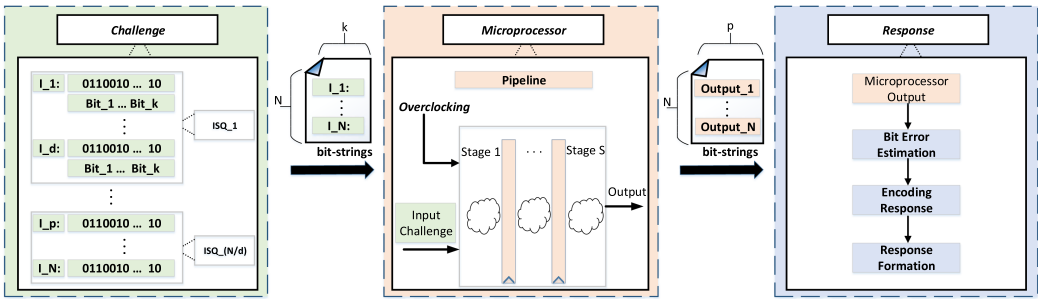 Challenge
I_1: 0110010 ... 10
Bit_1 ... Bit_k
I_d: 0110010 ... 10
Bit_1 ... Bit_k
ISQ_1
I_p: 0110010 ... 10
I_N: 0110010 ... 10
ISQ_(N/d)
k
N
I_1:
I_N:
bit-strings
Microprocessor
Pipeline
Overclocking
Stage 1 ... Stage S
Input
Challenge
Output
p
N
Output_1
Output_N
bit-strings
Response
Microprocessor
Output
Bit Error
Estimation
Encoding
Response
Response
Formation